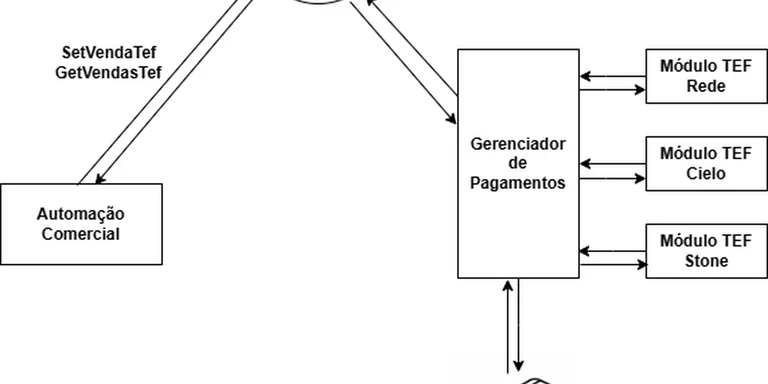 SetVendaTef
GetVendasTef
Automação
Comercial
Gerenciador
de
Pagamentos
Módulo TEF
Rede
Módulo TEF
Cielo
Módulo TEF
Stone